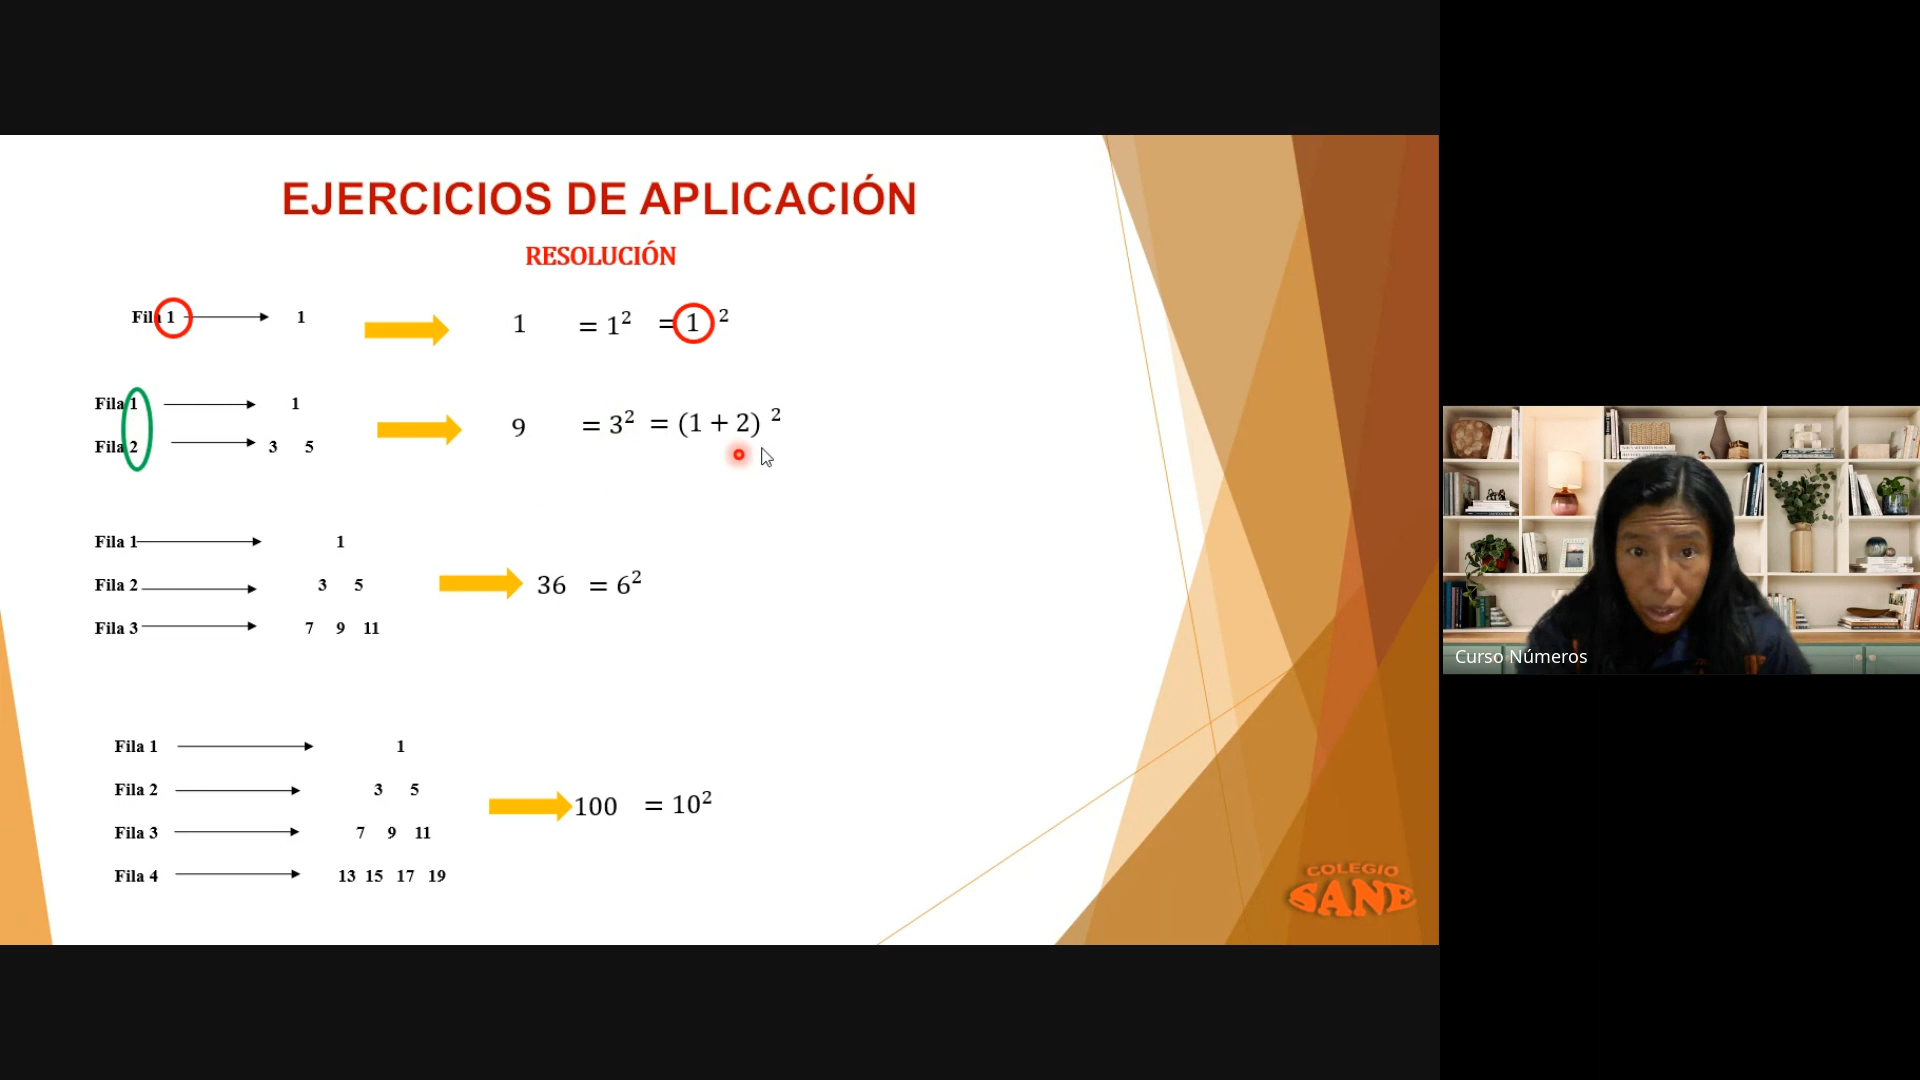 EJERCICIOS DE APLICACIÓN
RESOLUCIÓN
Fila 1 1 1 = 1² = 1 ²
Fila 1 1
9 = 3² = (1 + 2) ²
Fila 2 3 5
Fila 1 1
Fila 2 3 5 36 = 6²
Fila 3 7 9 11
Fila 1 1
Fila 2 3 5
100 = 10²
Fila 3 7 9 11
Fila 4 13 15 17 19
COLEGIO
SANE
Curso Números